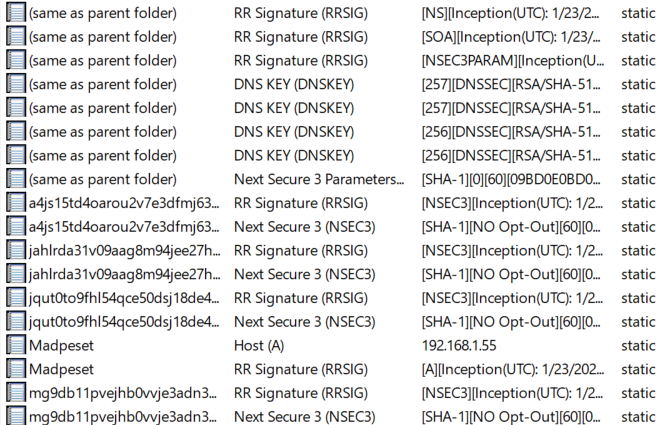 (same as parent folder) RR Signature (RRSIG) [NS][Inception(UTC): 1/23/2... static
(same as parent folder) RR Signature (RRSIG) [SOA][Inception(UTC): 1/23/... static
(same as parent folder) RR Signature (RRSIG) [NSEC3PARAM][Inception(U... static
(same as parent folder) DNS KEY (DNSKEY) [257][DNSSEC][RSA/SHA-51... static
(same as parent folder) DNS KEY (DNSKEY) [257][DNSSEC][RSA/SHA-51... static
(same as parent folder) DNS KEY (DNSKEY) [256][DNSSEC][RSA/SHA-51... static
(same as parent folder) DNS KEY (DNSKEY) [256][DNSSEC][RSA/SHA-51... static
(same as parent folder) Next Secure 3 Parameters... [SHA-1][0][60][09BD0E0BD0... static
a4js15td4oarou2v7e3dfmj63... RR Signature (RRSIG) [NSEC3][Inception(UTC): 1/2... static
a4js15td4oarou2v7e3dfmj63... Next Secure 3 (NSEC3) [SHA-1][NO Opt-Out][60][0... static
jahlrda31v09aag8m94jee27h... RR Signature (RRSIG) [NSEC3][Inception(UTC): 1/2... static
jahlrda31v09aag8m94jee27h... Next Secure 3 (NSEC3) [SHA-1][NO Opt-Out][60][0... static
jqut0to9fhl54qce50dsj18de4... RR Signature (RRSIG) [NSEC3][Inception(UTC): 1/2... static
jqut0to9fhl54qce50dsj18de4... Next Secure 3 (NSEC3) [SHA-1][NO Opt-Out][60][0... static
Madpeset Host (A) 192.168.1.55 static
Madpeset RR Signature (RRSIG) [A][Inception(UTC): 1/23/202... static
mg9db11pvejhb0vvje3adn3... RR Signature (RRSIG) [NSEC3][Inception(UTC): 1/2... static
mg9db11pvejhb0vvje3adn3... Next Secure 3 (NSEC3) [SHA-1][NO Opt-Out][60][0... static